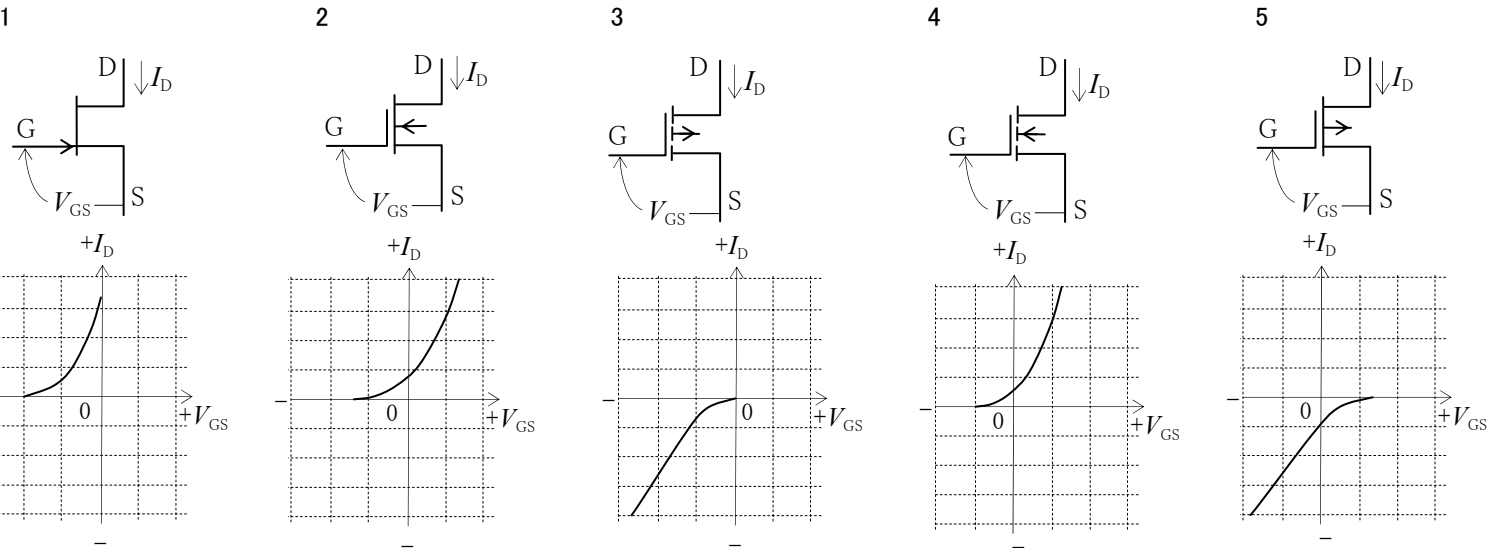 1 2 3 4 5
D I_D D I_D D I_D D I_D D I_D
G G G G G
V_GS S V_GS S V_GS S V_GS S V_GS S
+I_D +I_D +I_D +I_D +I_D
0 +V_GS − 0 +V_GS − 0 +V_GS − 0 +V_GS − 0 +V_GS
− − − − −